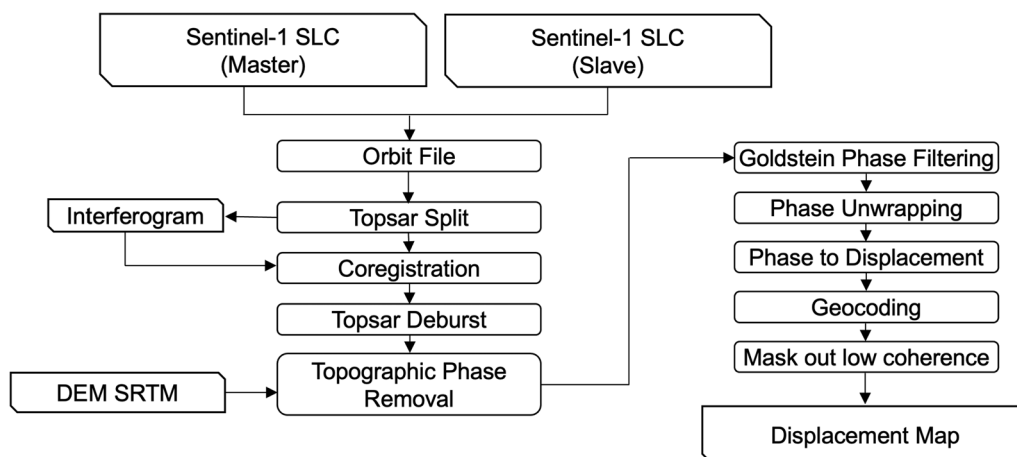 Sentinel-1 SLC
(Master)
Sentinel-1 SLC
(Slave)
Orbit File
Interferogram
Topsar Split
Coregistration
Topsar Deburst
DEM SRTM
Topographic Phase
Removal
Goldstein Phase Filtering
Phase Unwrapping
Phase to Displacement
Geocoding
Mask out low coherence
Displacement Map